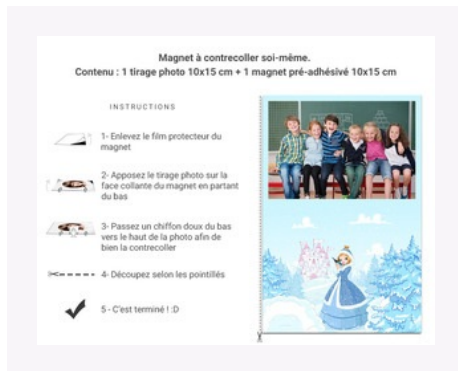 Magnet à contrecoller soi-même.
Contenu : 1 tirage photo 10x15 cm + 1 magnet pré-adhésivé 10x15 cm
INSTRUCTIONS
1- Enlevez le film protecteur du
magnet
2- Apposez le tirage photo sur la
face collante du magnet en partant
du bas
3- Passez un chiffon doux du bas
vers le haut de la photo afin de
bien la contrecoller
4- Découpez selon les pointillés
5 - C'est terminé ! :D